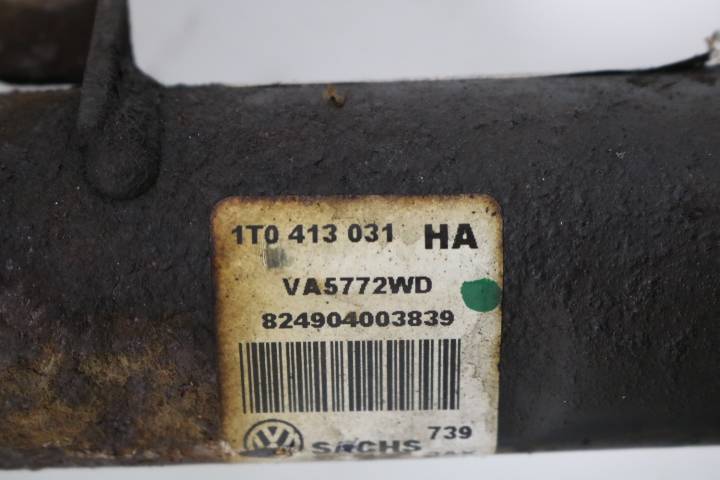 1T0 413 031 HA
VA5772WD
824904003839
739
SACHS